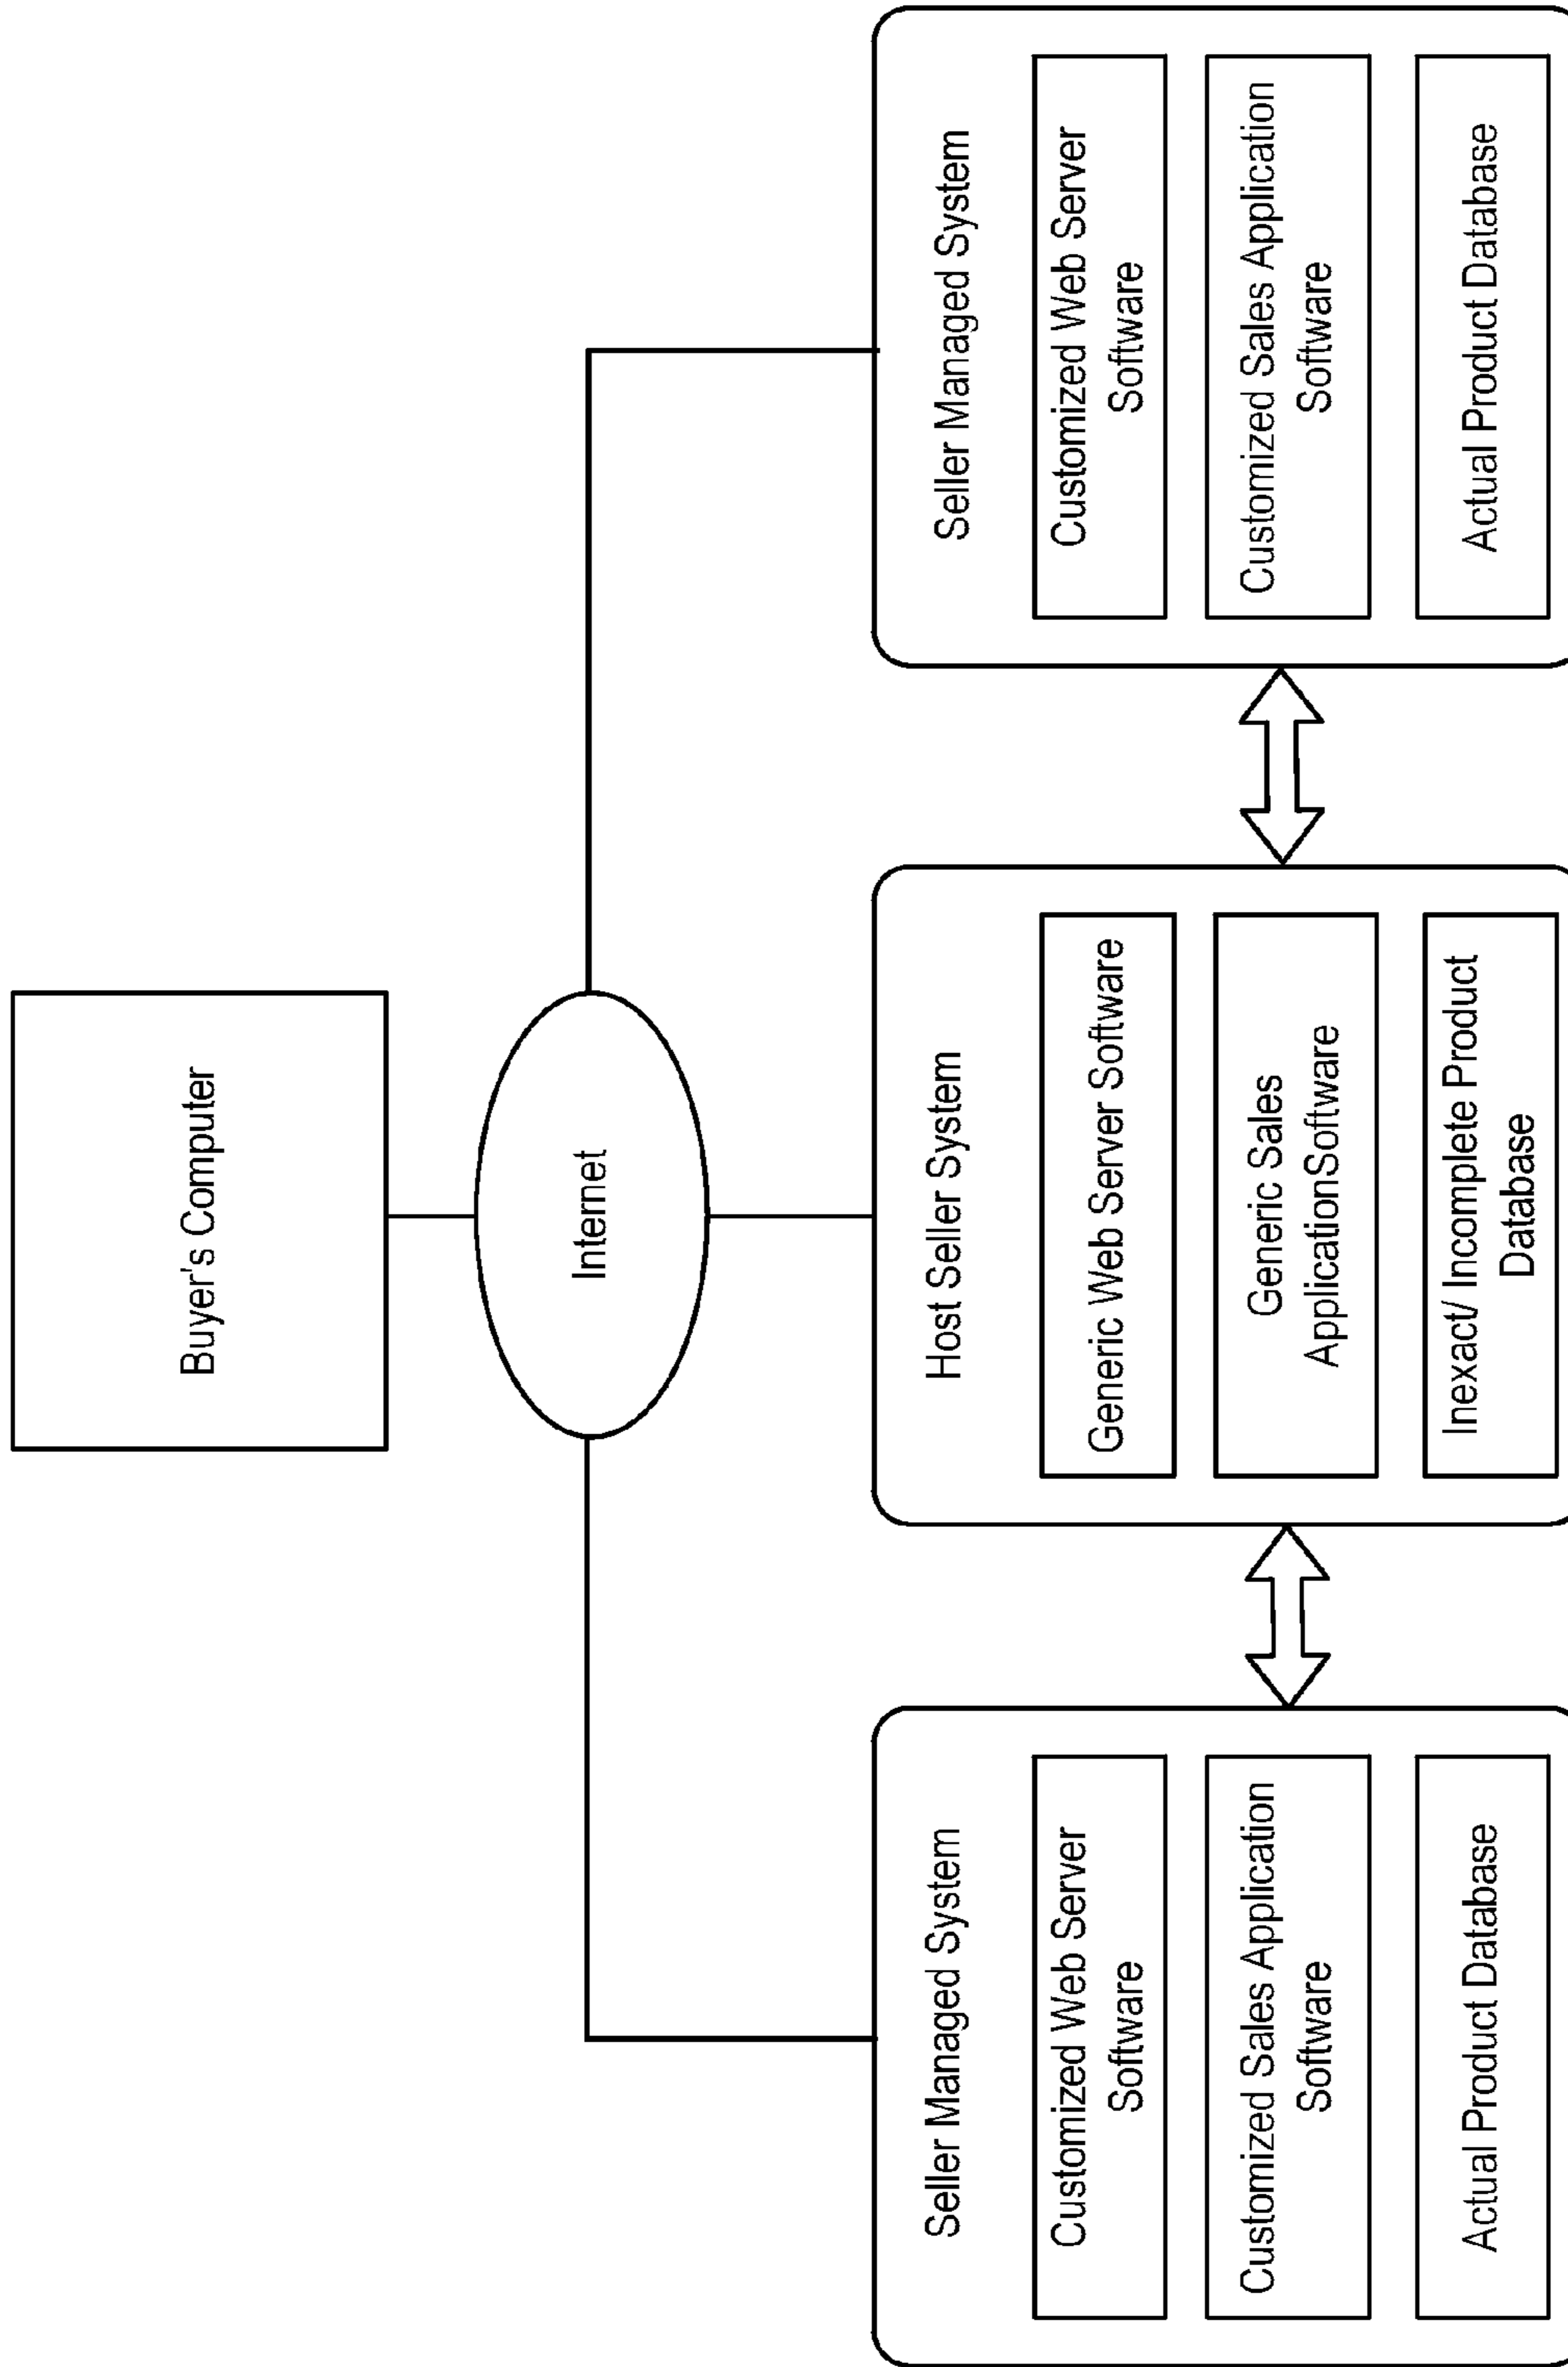 Buyer's Computer
Internet
Seller Managed System
Customized Web Server
Software
Customized Sales Application
Software
Actual Product Database
Host Seller System
Generic Web Server Software
Generic Sales
ApplicationSoftware
Inexact/ Incomplete Product
Database
Seller Managed System
Customized Web Server
Software
Customized Sales Application
Software
Actual Product Database